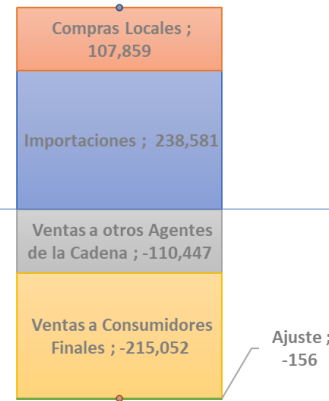 Compras Locales ;
107,859
Importaciones ; 238,581
Ventas a otros Agentes
de la Cadena ; -110,447
Ventas a Consumidores
Finales ; -215,052
Ajuste ;
-156